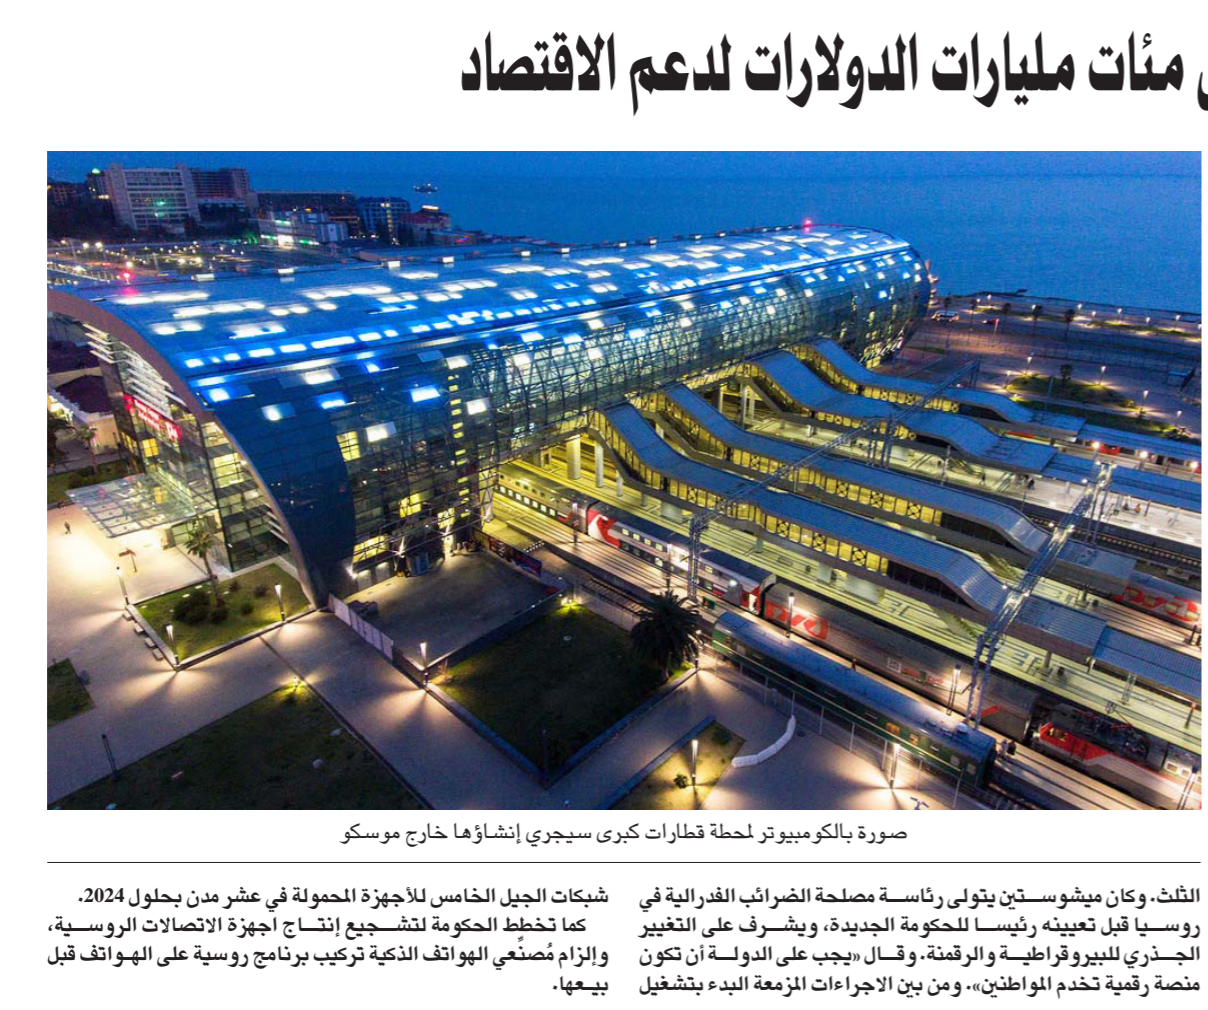 مئات مليارات الدولارات لدعم الاقتصاد
صورة بالكومبيوتر لمحطة قطارات كبرى سيجري إنشاؤها خارج موسكو
الثلث. وكان ميشوستين يتولى رئاسة مصلحة الضرائب الفدرالية في
روسيا قبل تعيينه رئيسا للحكومة الجديدة، ويشرف على التغيير
الجذري للبيروقراطية والرقمنة. وقال «يجب على الدولة أن تكون
منصة رقمية تخدم المواطنين». ومن بين الاجراءات المزمعة البدء بتشغيل
شبكات الجيل الخامس للأجهزة المحمولة في عشر مدن بحلول 2024.
كما تخطط الحكومة لتشجيع إنتاج اجهزة الاتصالات الروسية،
وإلزام مُصنِّعي الهواتف الذكية تركيب برنامج روسية على الهواتف قبل
بيعها.